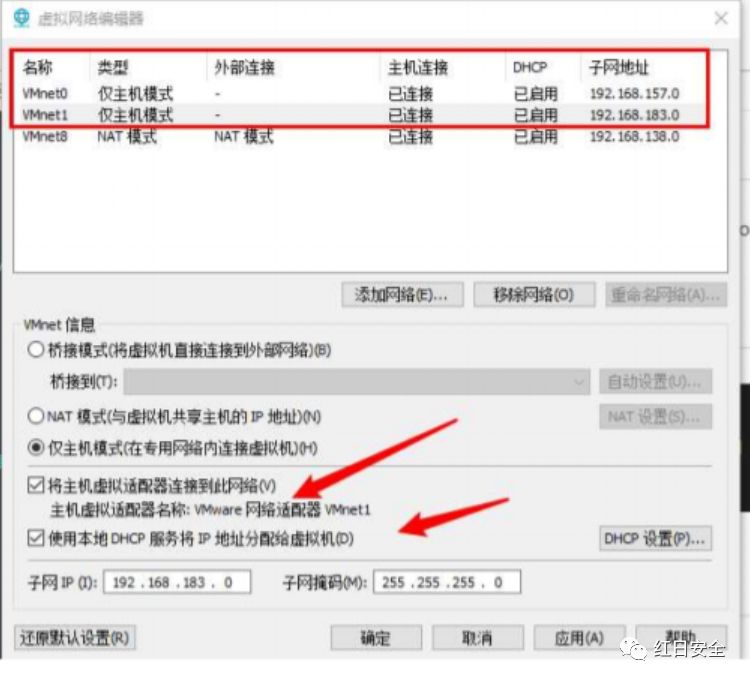 虚拟网络编辑器
名称 类型 外部连接 主机连接 DHCP 子网地址
VMnet0 仅主机模式 - 已连接 已启用 192.168.157.0
VMnet1 仅主机模式 - 已连接 已启用 192.168.183.0
VMnet8 NAT 模式 NAT 模式 已连接 已启用 192.168.138.0
添加网络(E)... 移除网络(O) 重命名网络(A)...
VMnet 信息
桥接模式(将虚拟机直接连接到外部网络)(B)
桥接到(T): 自动设置(U)...
NAT 模式(与虚拟机共享主机的 IP 地址)(N) NAT 设置(S)...
仅主机模式(在专用网络内连接虚拟机)(H)
将主机虚拟适配器连接到此网络(V)
主机虚拟适配器名称: VMware 网络适配器 VMnet1
使用本地 DHCP 服务将 IP 地址分配给虚拟机(D) DHCP 设置(P)...
子网 IP (I): 192 .168 .183 . 0 子网掩码(M): 255 .255 .255 . 0
还原默认设置(R) 确定 取消 应用(A) 帮助
红日安全